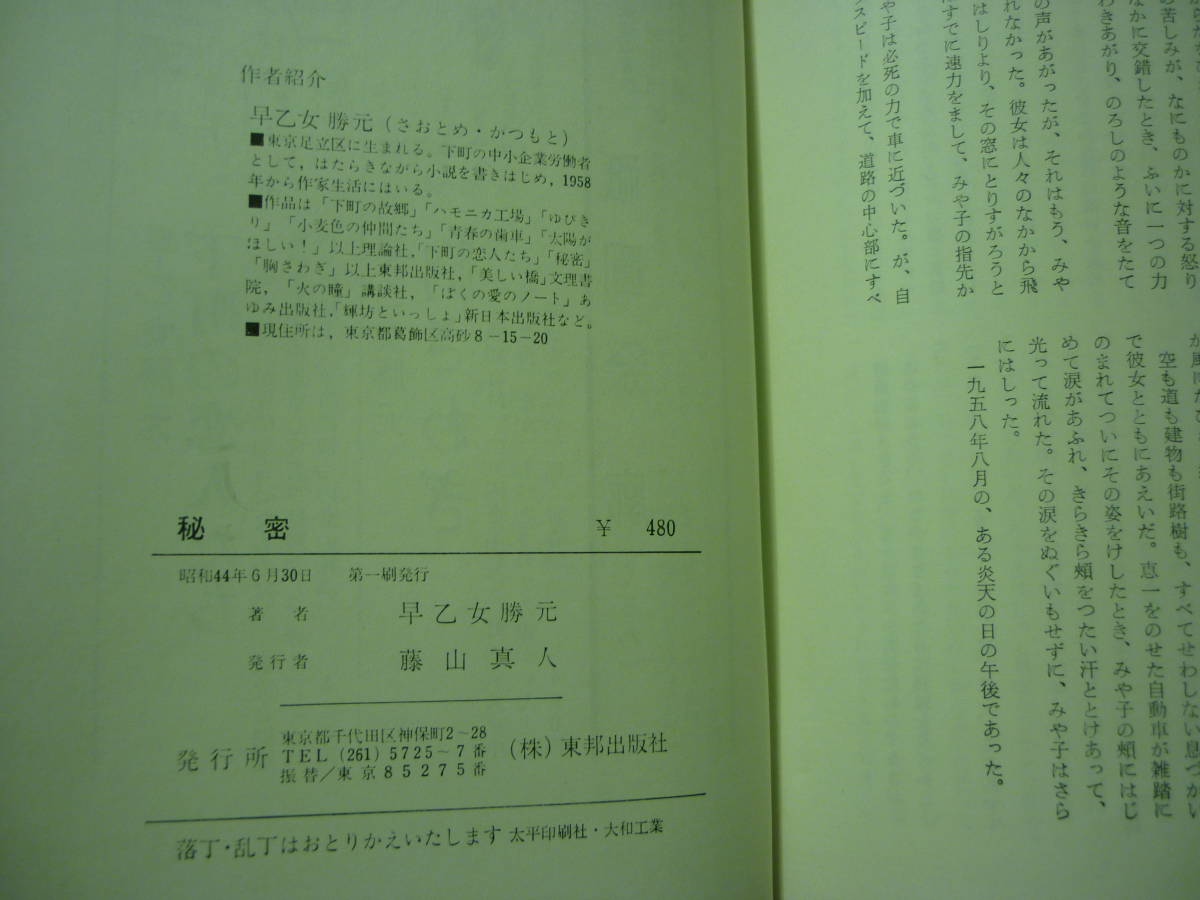 作者紹介
早乙女 勝元(さおとめ・かつもと)
■東京足立区に生まれる。下町の中小企業労働者
として，はたらきながら小説を書きはじめ，1958
年から作家生活にはいる。
■作品は「下町の故郷」「ハモニカ工場」「ゆびき
り」「小麦色の仲間たち」「青春の歯車」「太陽が
ほしい！」以上理論社，「下町の恋人たち」「秘密」
「胸さわぎ」以上東邦出版社，「美しい橋」文理書
院，「火の瞳」講談社，「ぼくの愛のノート」あ
ゆみ出版社，「輝坊といっしょ」新日本出版社など。
■現住所は，東京都葛飾区高砂8－15－20
秘密 ￥ 480
昭和44年6月30日 第一刷発行
著者 早乙女勝元
発行者 藤山真人
発行所
東京都千代田区神保町2～28
TEL (261) 5725～7番
振替／東京85275番
(株)東邦出版社
落丁・乱丁はおとりかえいたします 太平印刷社・大和工業
の苦しみが、なにものかに対する怒り
なかに交錯したとき、ふいに一つの力
わきあがり、のろしのような音をたて
の声があがったが、それはもう、みや
れなかった。彼女は人々のなかから飛
はしりより、その窓にとりすがろうと
はすでに速力をまして、みや子の指先か
や子は必死の力で車に近づいた。が、自
スピードを加えて、道路の中心部にすべ
空も道も建物も街路樹も、すべてせわしない息づかい
で彼女とともにあえいだ。恵一をのせた自動車が雑踏に
のまれてついにその姿をけしたとき、みや子の頬にはじ
めて涙があふれ、きらきら頬をつたい汗ととけあって、
光って流れた。その涙をぬぐいもせずに、みや子はさら
にはしった。
一九五八年八月の、ある炎天の日の午後であった。